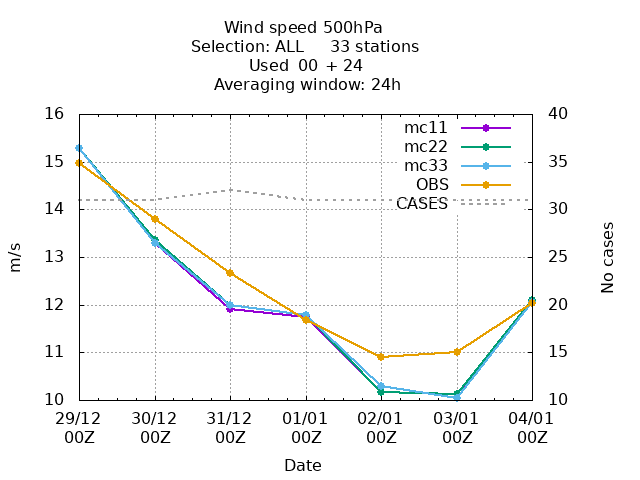 Wind speed 500hPa
Selection: ALL 33 stations
Used 00 + 24
Averaging window: 24h
16
15
14
13
12
11
10
40
35
30
25
20
15
10
mc11
mc22
mc33
OBS
CASES
m/s
No cases
29/12 30/12 31/12 01/01 02/01 03/01 04/01
00Z 00Z 00Z 00Z 00Z 00Z 00Z
Date